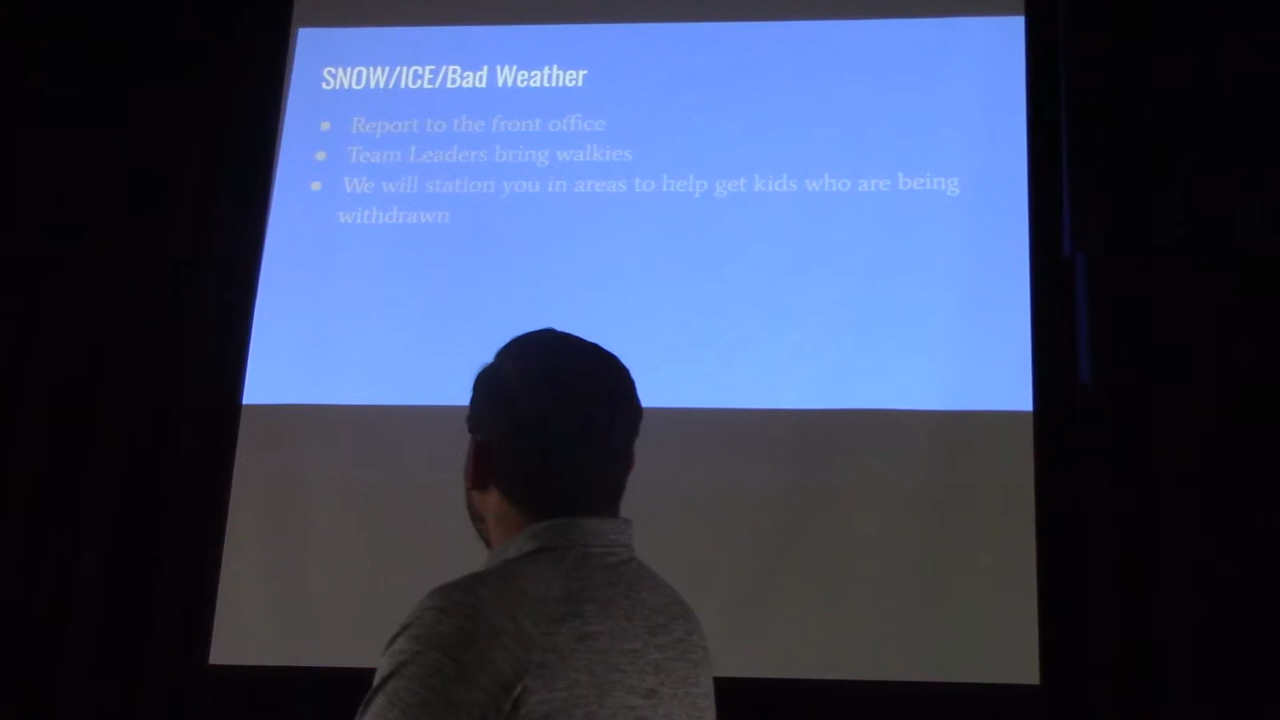 SNOW/ICE/Bad Weather
● Report to the front office
● Team Leaders bring walkies
● We will station you in areas to help get kids who are being
withdrawn